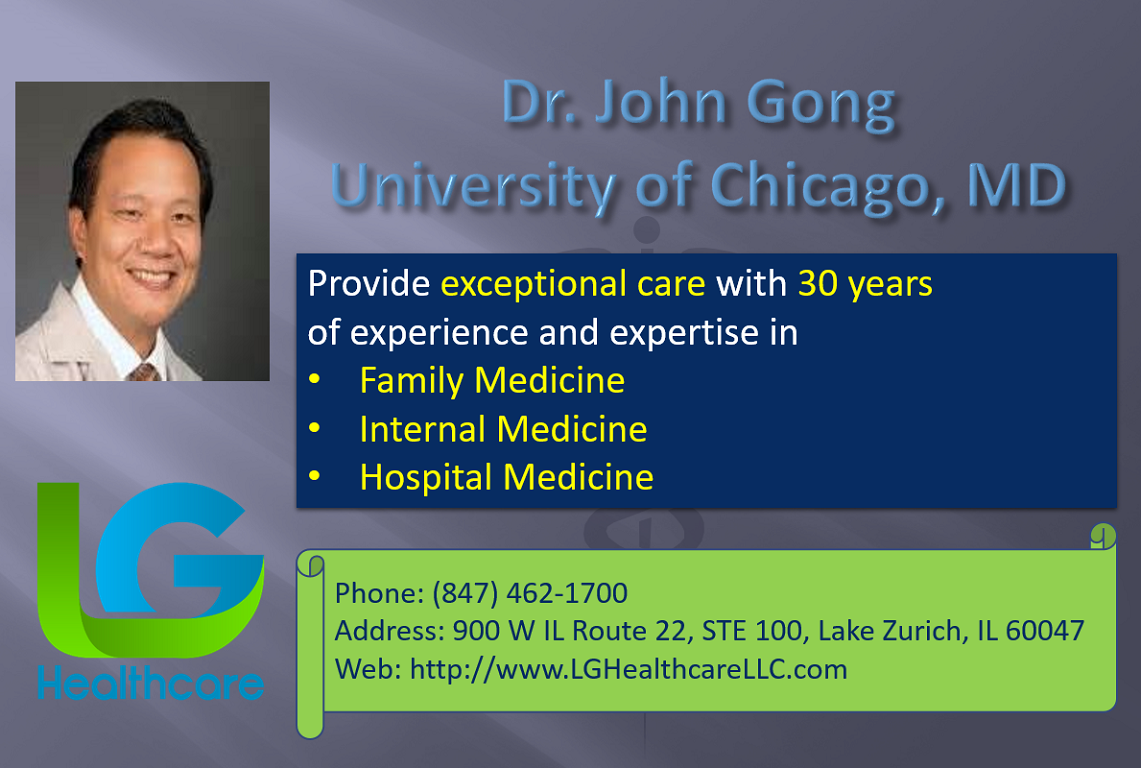 Dr. John Gong
University of Chicago, MD
Provide exceptional care with 30 years
of experience and expertise in
• Family Medicine
• Internal Medicine
• Hospital Medicine
LG
Healthcare
Phone: (847) 462-1700
Address: 900 W IL Route 22, STE 100, Lake Zurich, IL 60047
Web: http://www.LGHealthcareLLC.com